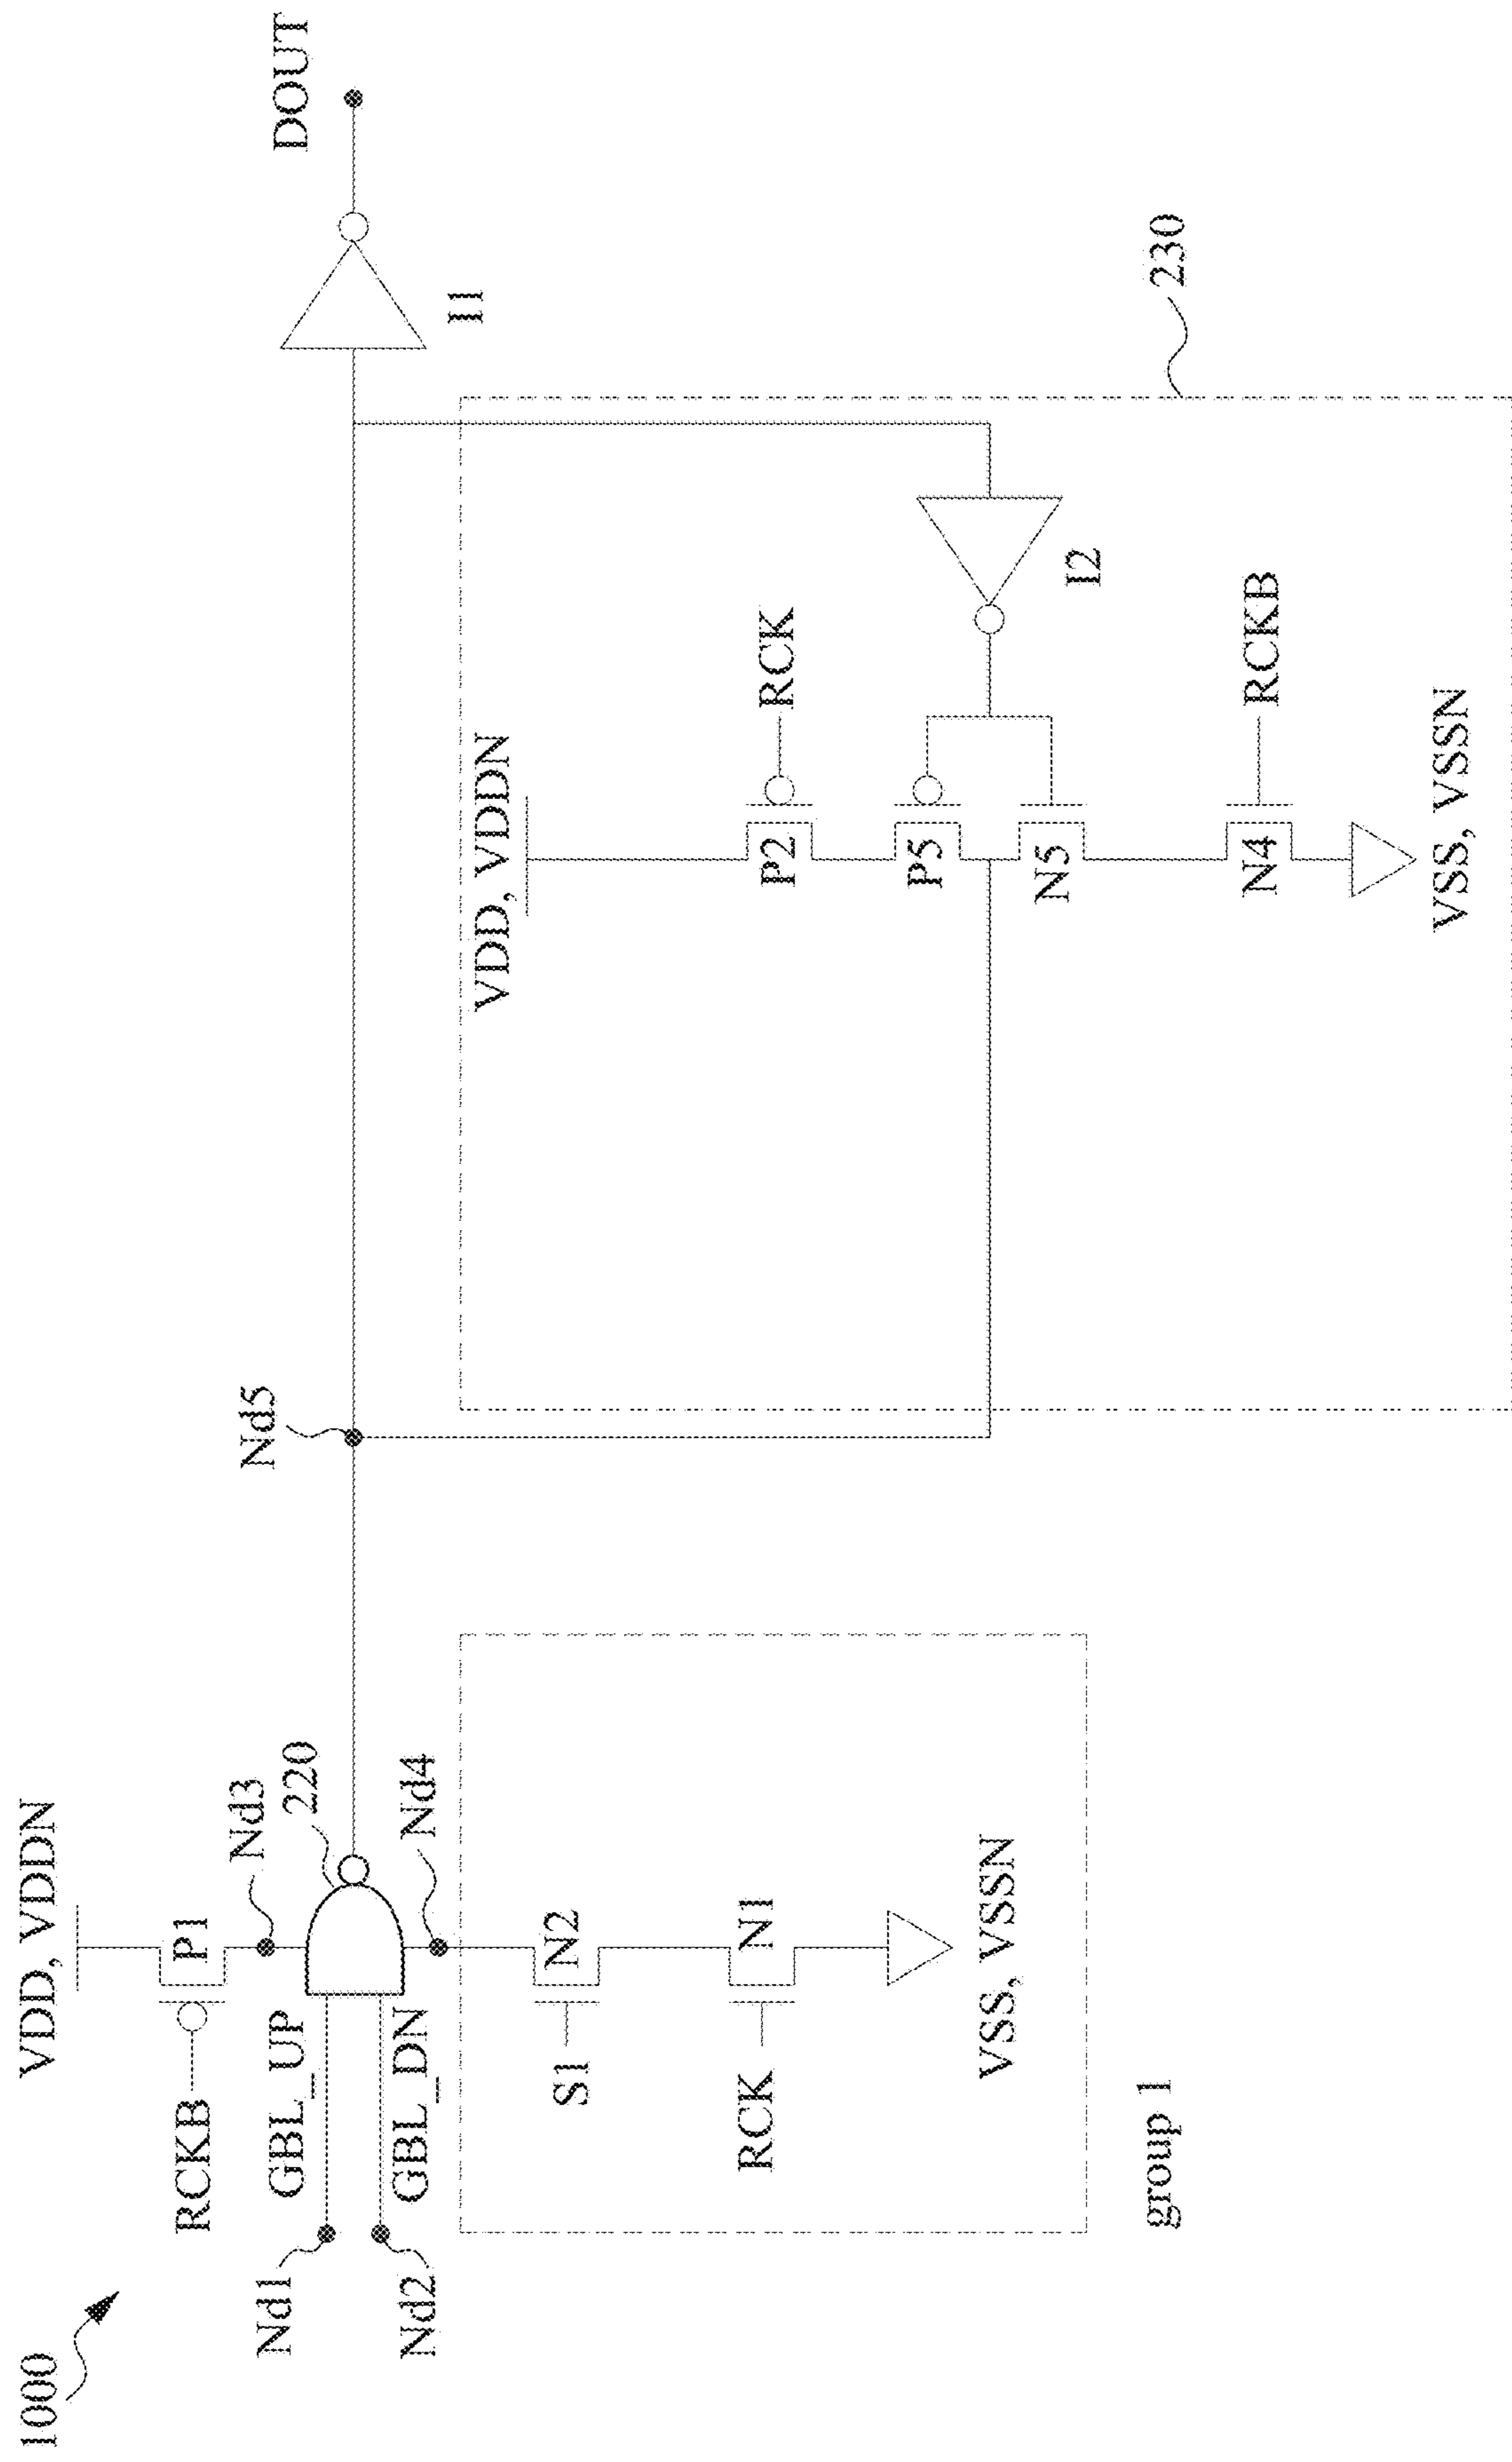 1000
VDD, VDDN
RCKB
P1
Nd3
220
Nd1
GBL_UP
Nd2
GBL_DN
Nd4
S1
N2
RCK
N1
VSS, VSSN
group 1
Nd5
I1
DOUT
230
VDD, VDDN
P2
RCK
P5
N5
I2
N4
RCKB
VSS, VSSN